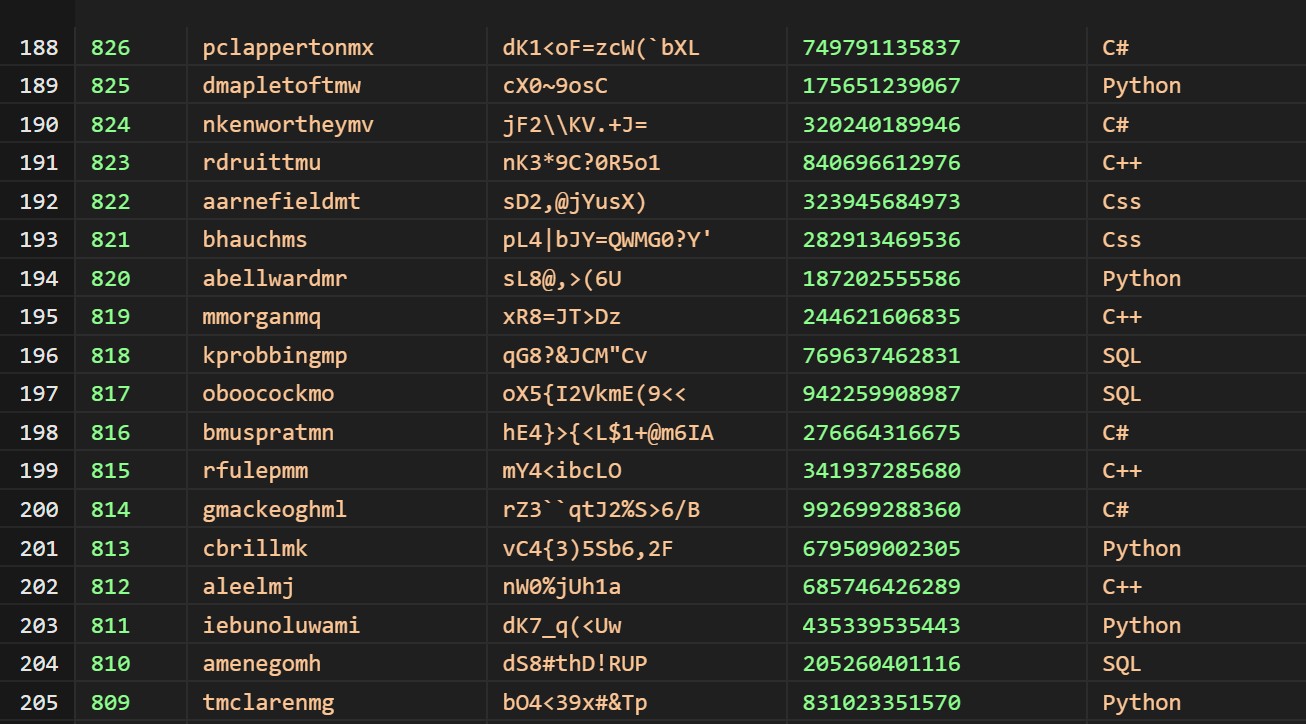 188 826 pclappertonmx dK1<oF=zcW(`bXL 749791135837 C#
189 825 dmapletoftmw cX0~9osC 175651239067 Python
190 824 nkenwortheymv jF2\\KV.+J= 320240189946 C#
191 823 rdruittmu nK3*9C?0R5o1 840696612976 C++
192 822 aarnefieldmt sD2,@jYusX) 323945684973 Css
193 821 bhauchms pL4|bJY=QWMG0?Y' 282913469536 Css
194 820 abellwardmr sL8@,>(6U 187202555586 Python
195 819 mmorganmq xR8=JT>Dz 244621606835 C++
196 818 kprobbingmp qG8?&JCM"Cv 769637462831 SQL
197 817 oboocockmo oX5{I2VkmE(9<< 942259908987 SQL
198 816 bmuspratmn hE4}>{<L$1+@m6IA 276664316675 C#
199 815 rfulepmm mY4<ibcLO 341937285680 C++
200 814 gmackeoghml rZ3``qtJ2%S>6/B 992699288360 C#
201 813 cbrillmk vC4{3)5Sb6,2F 679509002305 Python
202 812 aleelmj nW0%jUh1a 685746426289 C++
203 811 iebunoluwami dK7_q(<Uw 435339535443 Python
204 810 amenegomh dS8#thD!RUP 205260401116 SQL
205 809 tmclarenmg bO4<39x#&Tp 831023351570 Python